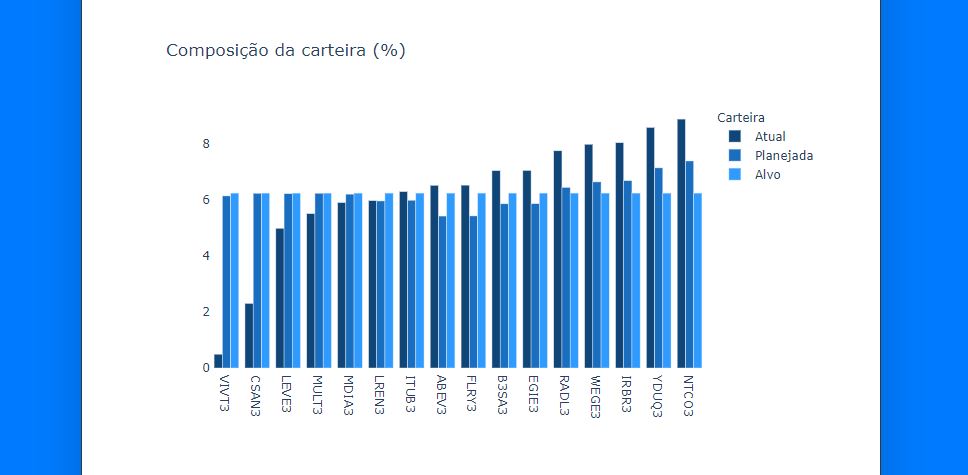 Composição da carteira (%)
Carteira
Atual
Planejada
Alvo
8
6
4
2
0
VIVT3
CSAN3
LEVE3
MULT3
MDIA3
LREN3
ITUB3
ABEV3
FLRY3
B3SA3
EGIE3
RADL3
WEGE3
IRBR3
YDUQ3
NTCO3